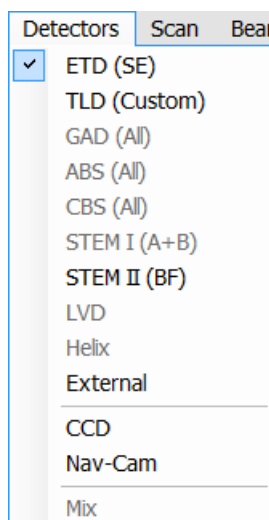 Detectors Scan Bear
ETD (SE)
TLD (Custom)
GAD (All)
ABS (All)
CBS (All)
STEM I (A+B)
STEM II (BF)
LVD
Helix
External
CCD
Nav-Cam
Mix